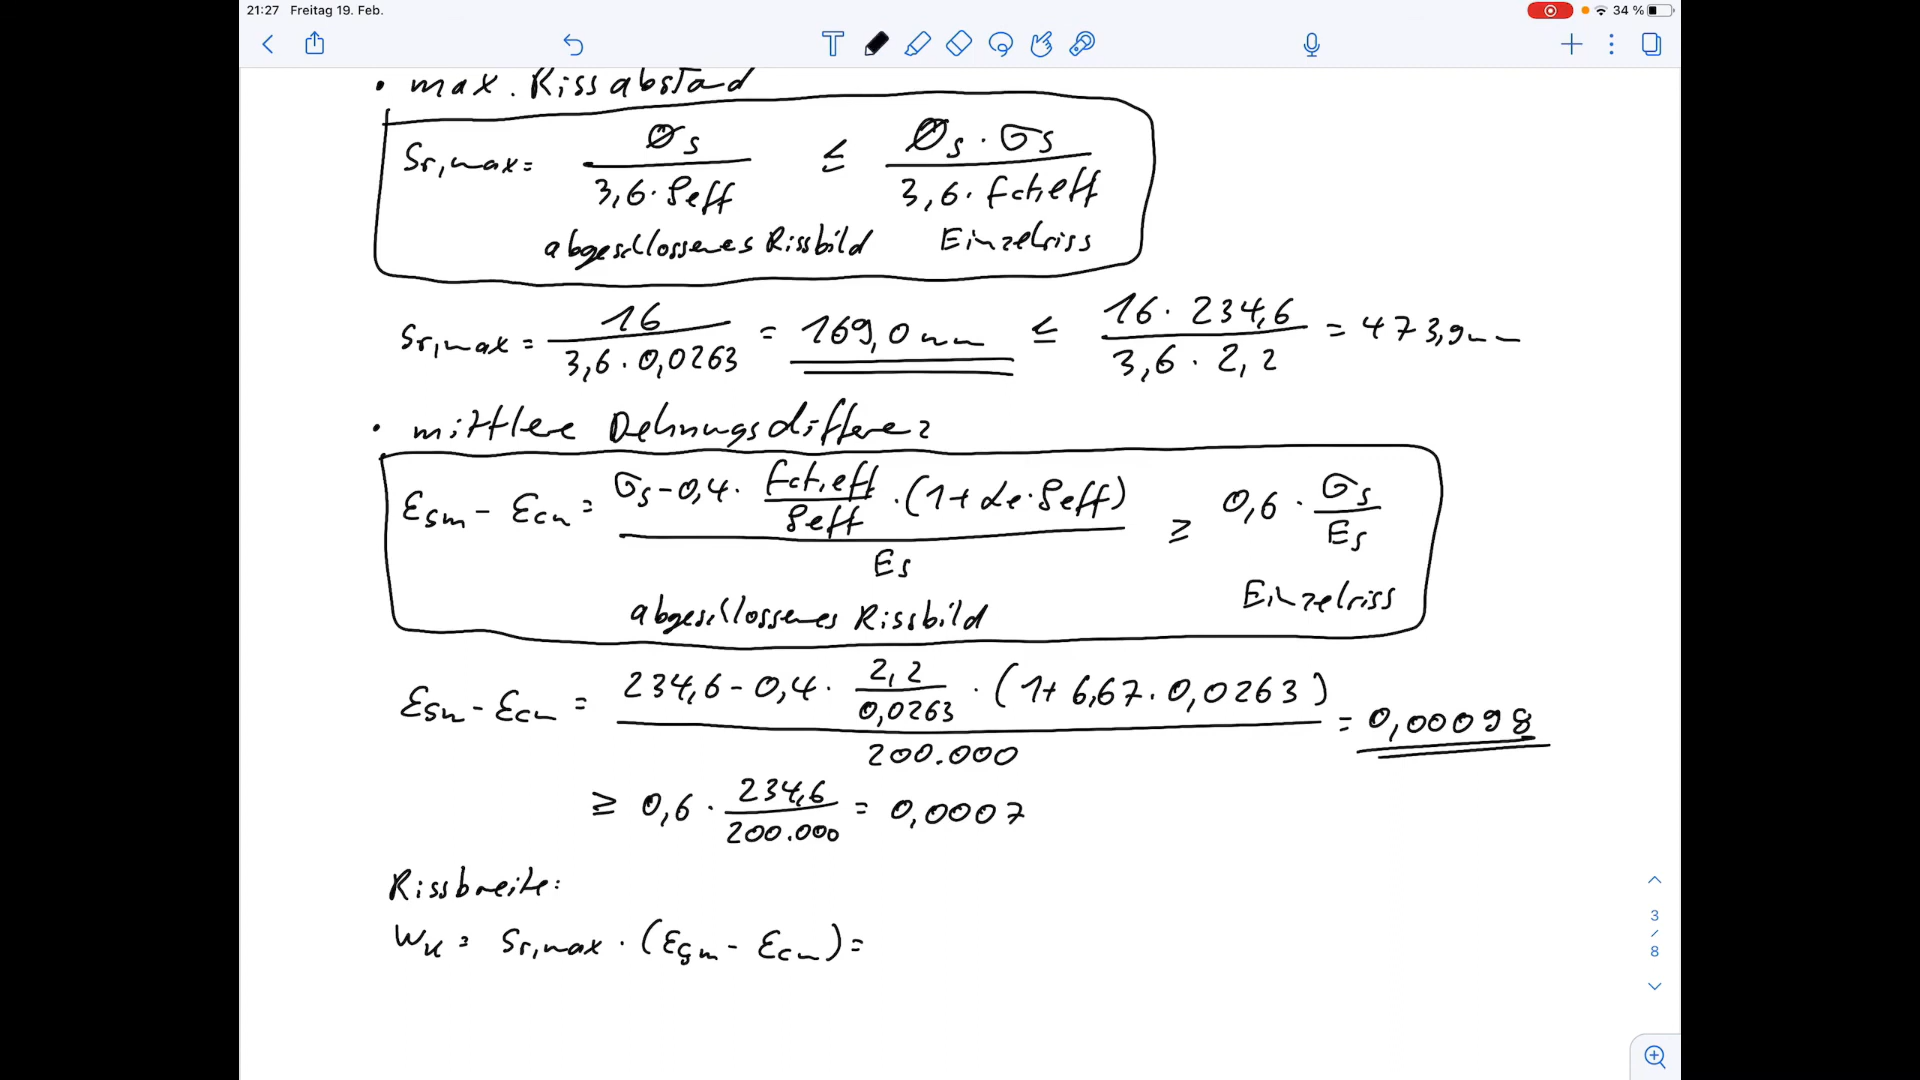 21:27 Freitag 19. Feb. 34 %
• max. Rissabstand
Sr,max = Øs / 3,6 · ρeff ≤ Øs · σs / 3,6 · fct,eff
abgeschlossenes Rissbild Einzelriss
Sr,max = 16 / 3,6 · 0,0263 = 169,0 mm ≤ 16 · 234,6 / 3,6 · 2,2 = 473,9 mm
• mittlere Dehnungsdifferenz
εsm - εcm = σs - 0,4 · fct,eff / ρeff · (1 + αe · ρeff) / Es ≥ 0,6 · σs / Es
abgeschlossenes Rissbild Einzelriss
εsm - εcm = 234,6 - 0,4 · 2,2 / 0,0263 · (1 + 6,67 · 0,0263) / 200.000 = 0,00098
≥ 0,6 · 234,6 / 200.000 = 0,0007
Rissbreite:
wk = Sr,max · (εsm - εcm) =
3 / 8